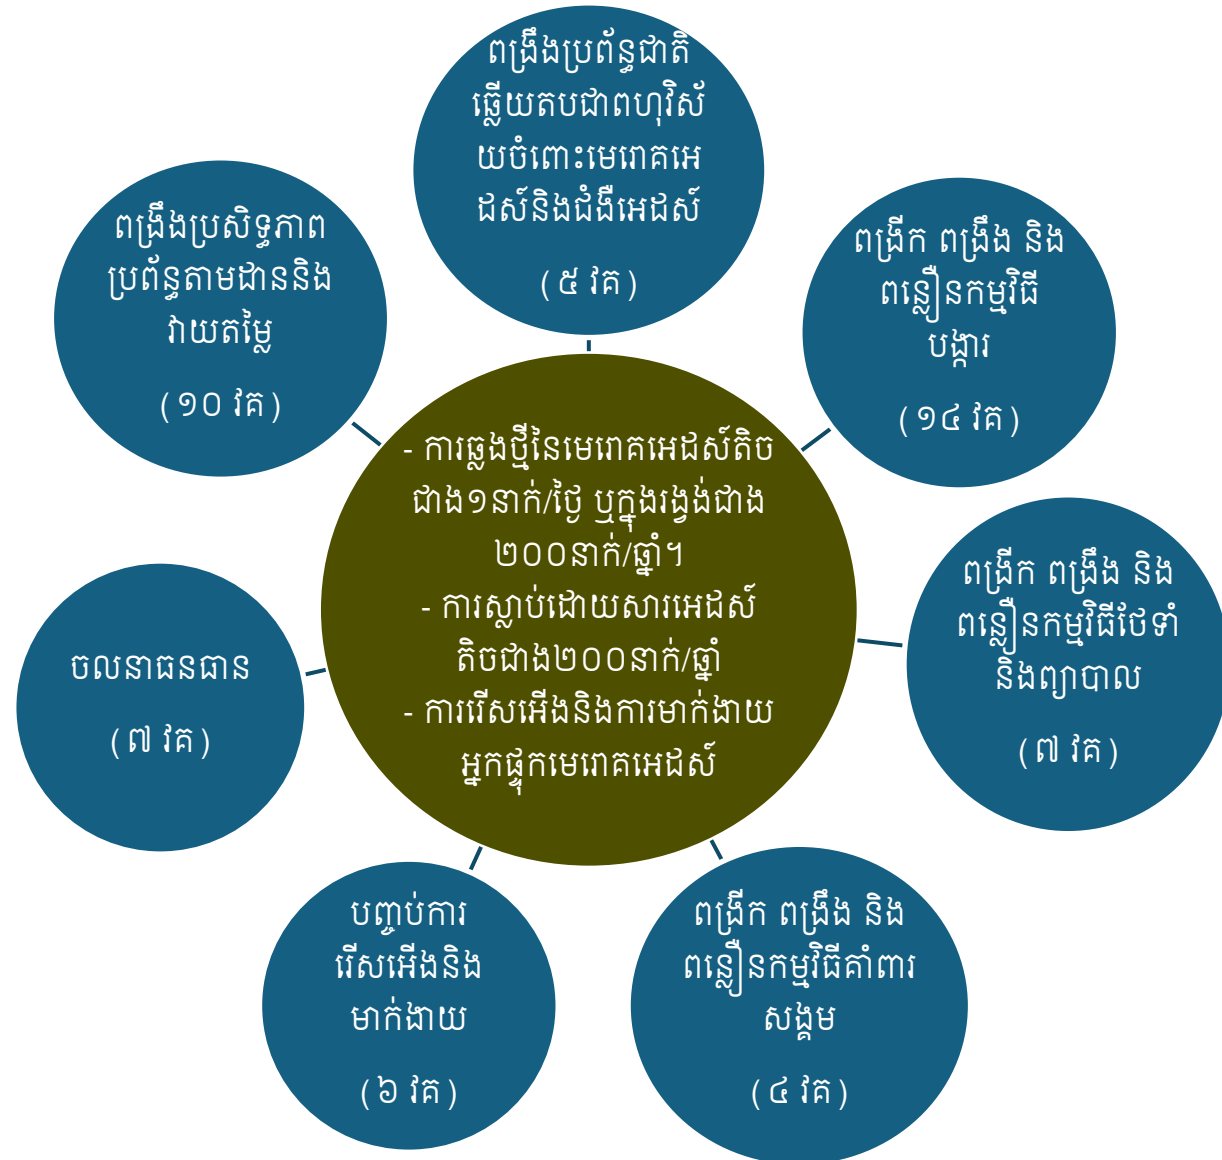 ពង្រឹងប្រព័ន្ធជាតិ
ឆ្លើយតបជាពហុវិស័
យចំពោះមេរោគអេ
ដស៍និងជំងឺអេដស៍
(៥ វគ)
ពង្រីក ពង្រឹង និង
ពន្លឿនកម្មវិធី
បង្ការ
(១៤ វគ)
ពង្រីក ពង្រឹង និង
ពន្លឿនកម្មវិធីថែទាំ
និងព្យាបាល
(៧ វគ)
ពង្រីក ពង្រឹង និង
ពន្លឿនកម្មវិធីគាំពារ
សង្គម
(៤ វគ)
បញ្ចប់ការ
រើសអើងនិង
មាក់ងាយ
(៦ វគ)
ចលនាធនធាន
(៧ វគ)
ពង្រឹងប្រសិទ្ធភាព
ប្រព័ន្ធតាមដាននិង
វាយតម្លៃ
(១០ វគ)
- ការឆ្លងថ្មីនៃមេរោគអេដស៍តិច
ជាង១នាក់/ថ្ងៃ ឬក្នុងរង្វង់ជាង
២០០នាក់/ឆ្នាំ។
- ការស្លាប់ដោយសារអេដស៍
តិចជាង២០០នាក់/ឆ្នាំ
- ការរើសអើងនិងការមាក់ងាយ
អ្នកផ្ទុកមេរោគអេដស៍